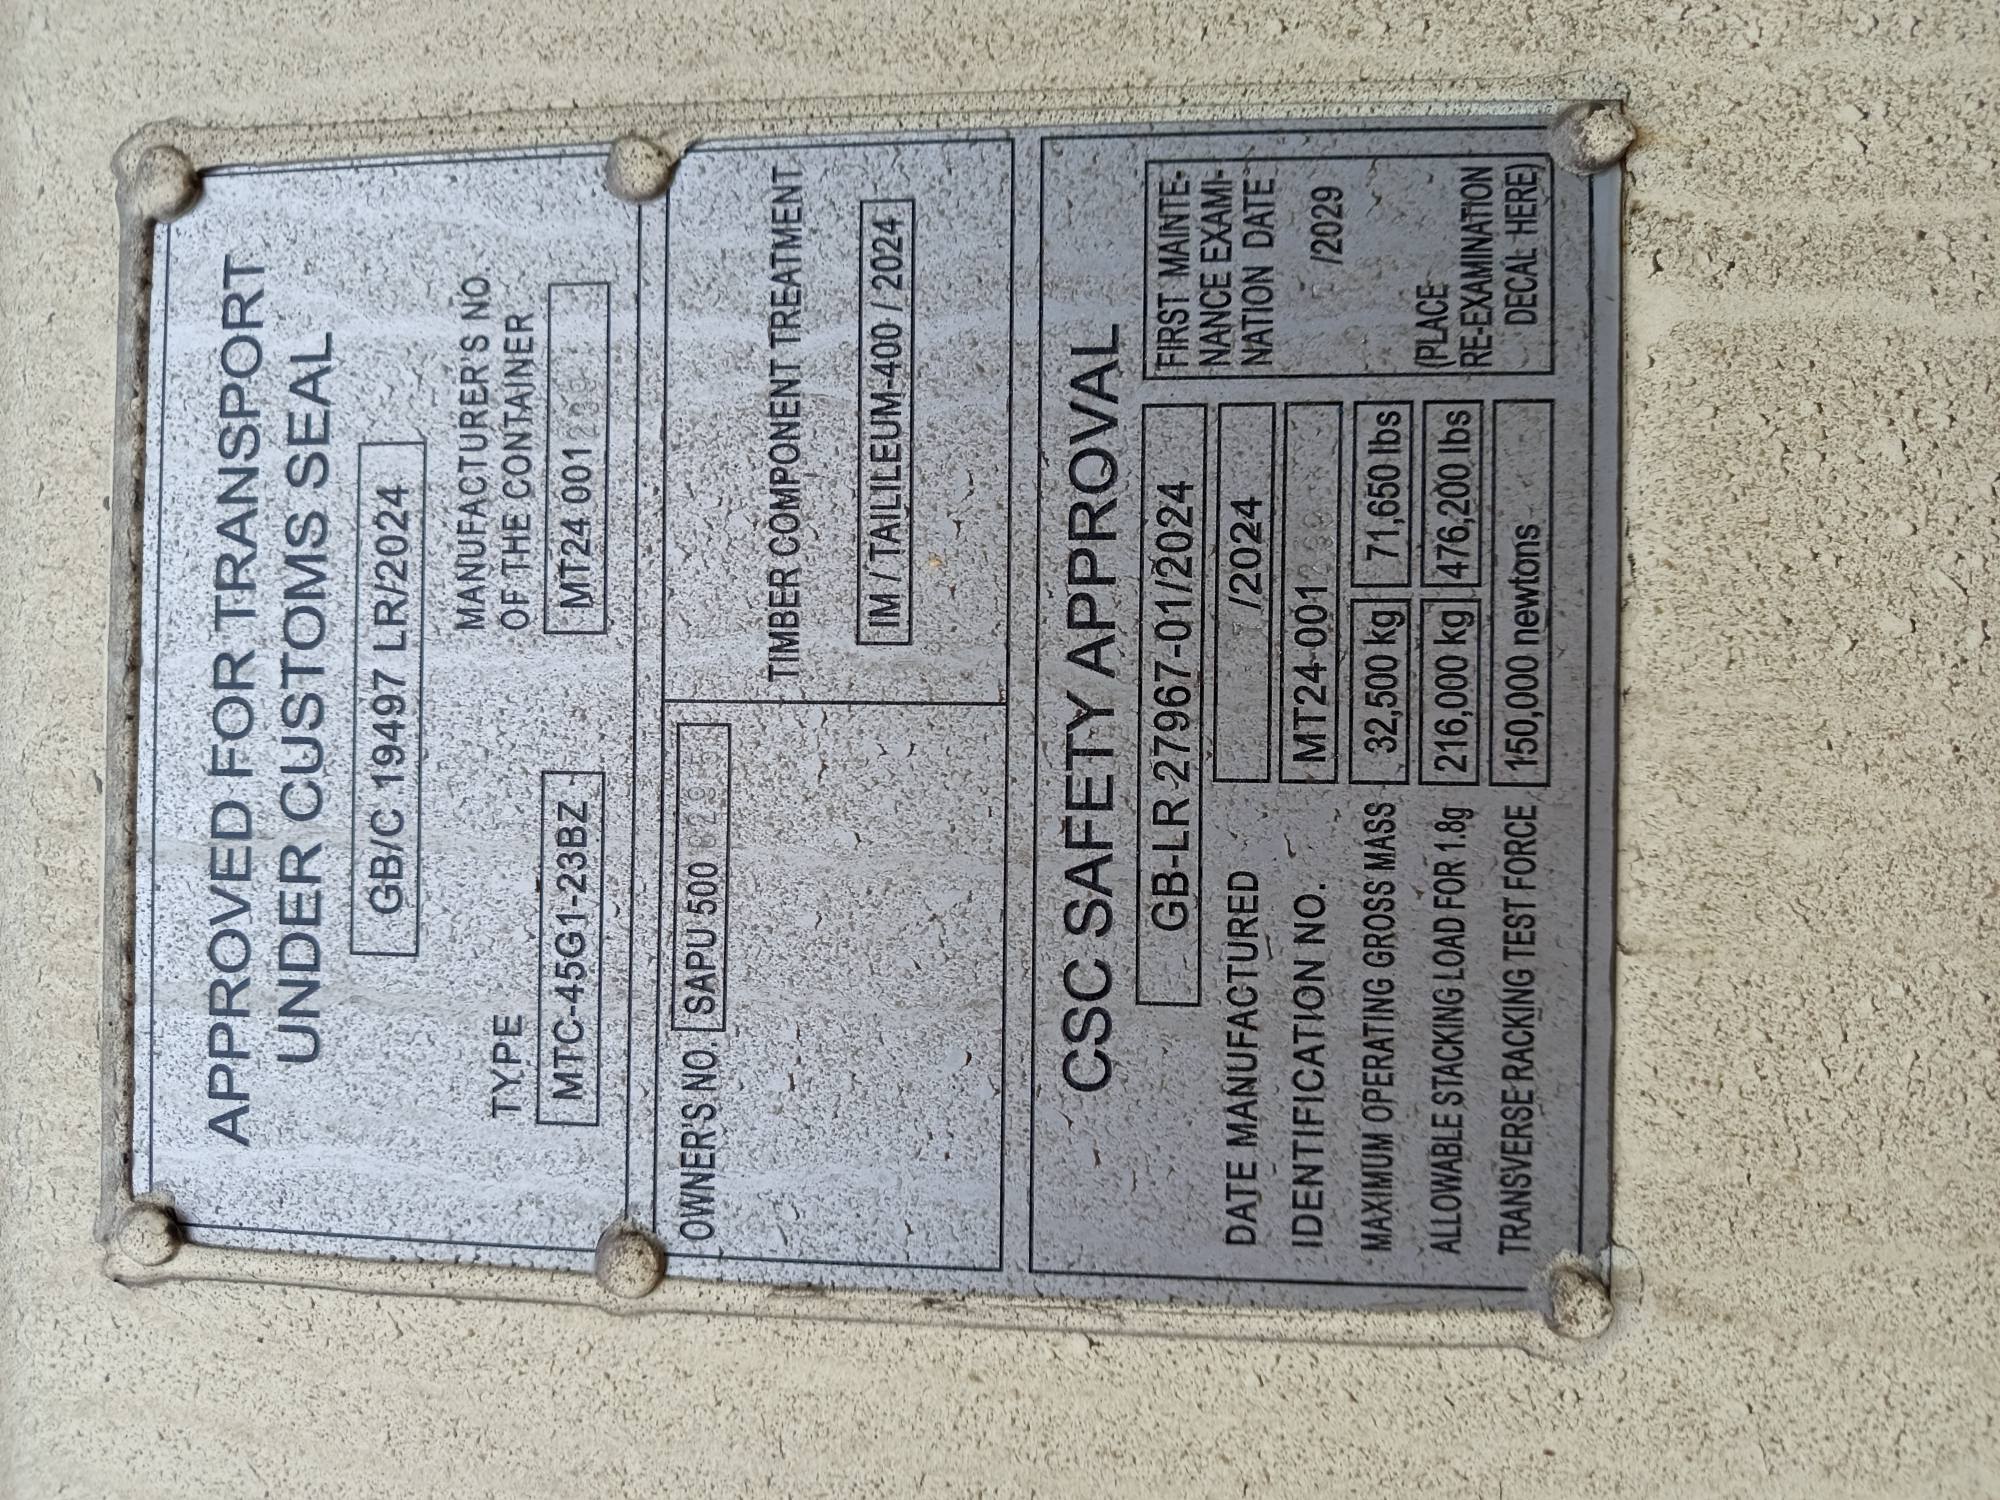 APPROVED FOR TRANSPORT
UNDER CUSTOMS SEAL
GB/C 19497 LR/2024
TYPE
MTC-45G1-23BZ
MANUFACTURER'S NO.
OF THE CONTAINER
MT24 001
OWNER'S NO. SAPU 500
TIMBER COMPONENT TREATMENT
IM / TAILILEUM-400 / 2024
CSC SAFETY APPROVAL
GB-LR 27967-01/2024
DATE MANUFACTURED /2024
IDENTIFICATION NO. MT24-001
MAXIMUM OPERATING GROSS MASS 32,500 kg 71,650 lbs
ALLOWABLE STACKING LOAD FOR 1.8g 216,000 kg 476,200 lbs
TRANSVERSE RACKING TEST FORCE 150,000 newtons
FIRST MAINTE-
NANCE EXAMI-
NATION DATE
/2029
(PLACE
RE-EXAMINATION
DECAL HERE)